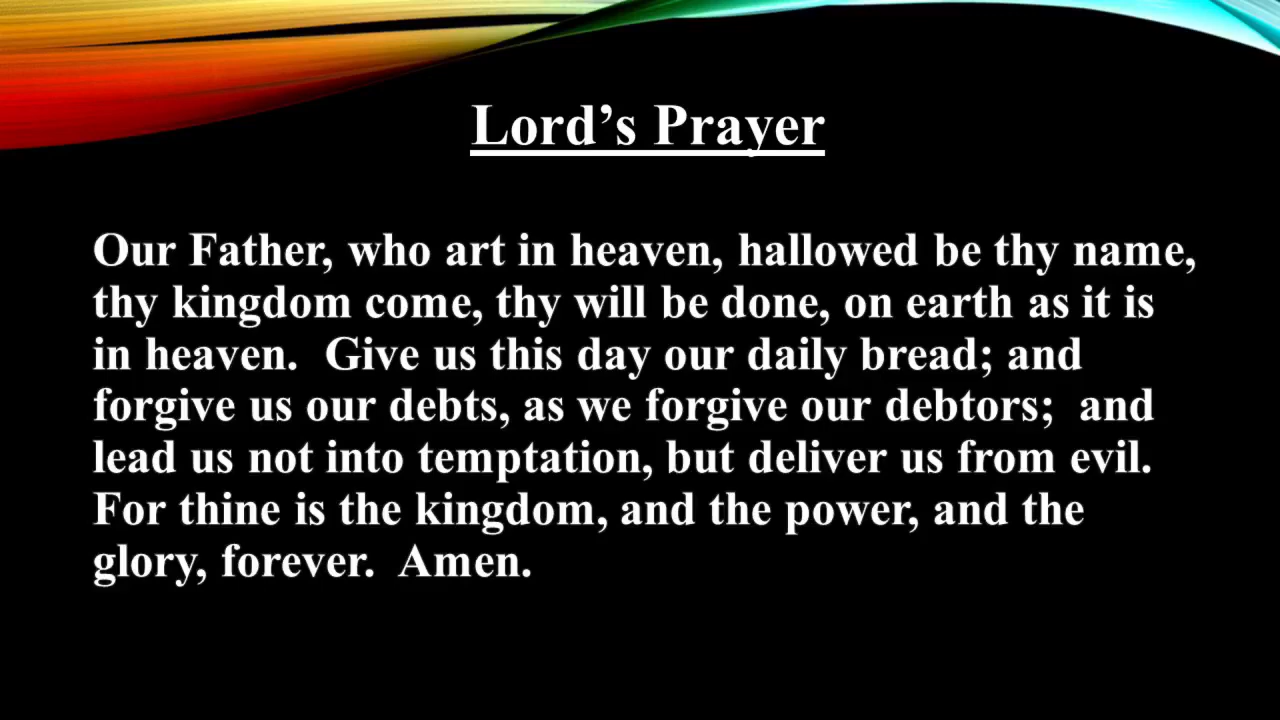 Lord’s Prayer
Our Father, who art in heaven, hallowed be thy name,
thy kingdom come, thy will be done, on earth as it is
in heaven.  Give us this day our daily bread; and
forgive us our debts, as we forgive our debtors;  and
lead us not into temptation, but deliver us from evil.
For thine is the kingdom, and the power, and the
glory, forever.  Amen.